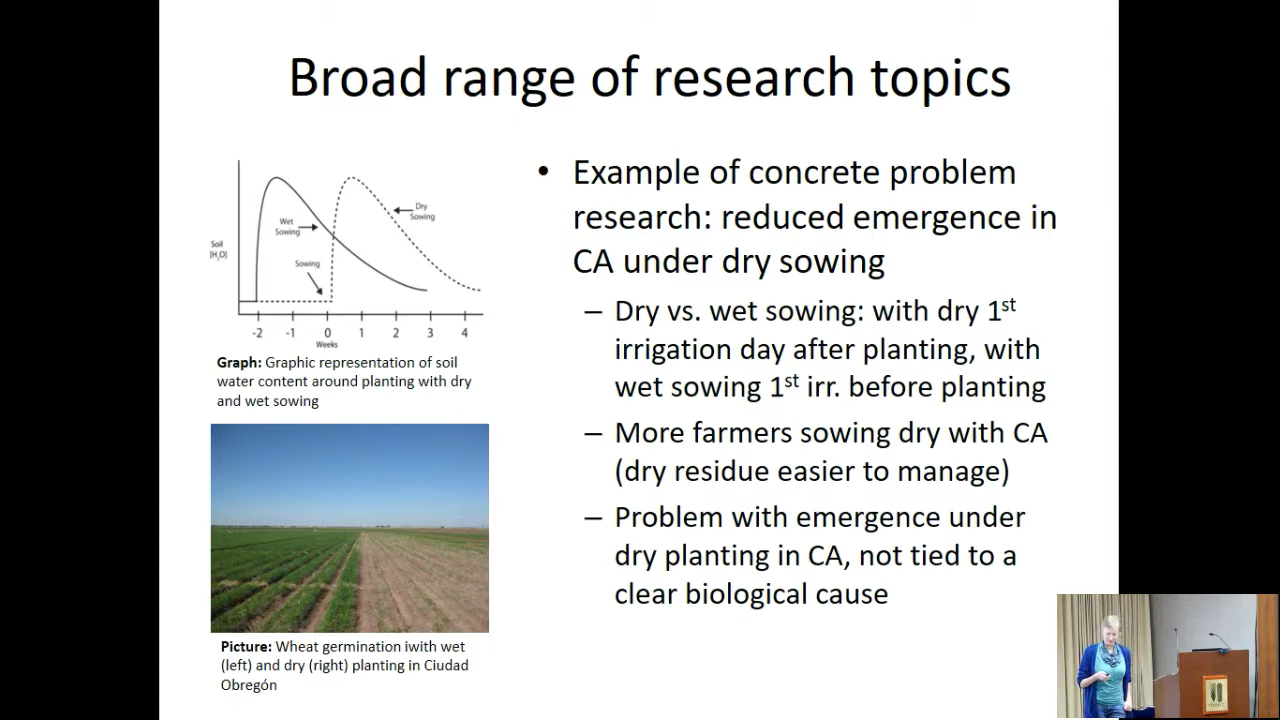 Broad range of research topics
Soil
[H2O]
Wet
Sowing
Dry
Sowing
Sowing
-2 -1 0 1 2 3 4
Weeks
Graph: Graphic representation of soil
water content around planting with dry
and wet sowing
Picture: Wheat germination iwith wet
(left) and dry (right) planting in Ciudad
Obregón
• Example of concrete problem
research: reduced emergence in
CA under dry sowing
– Dry vs. wet sowing: with dry 1st
irrigation day after planting, with
wet sowing 1st irr. before planting
– More farmers sowing dry with CA
(dry residue easier to manage)
– Problem with emergence under
dry planting in CA, not tied to a
clear biological cause